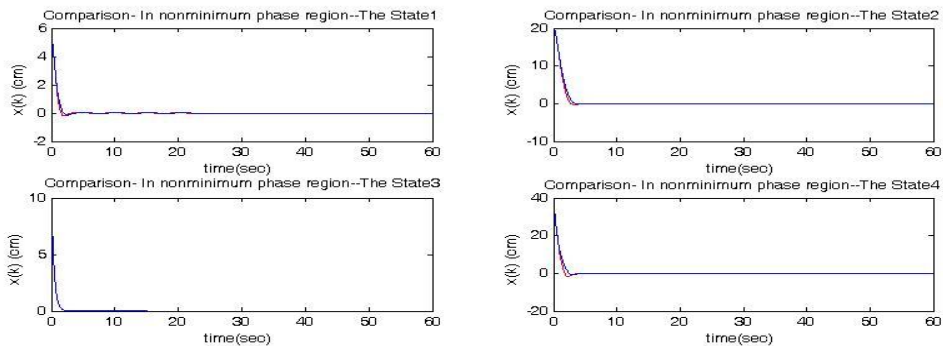 Comparison- In nonminimum phase region--The State1
x(k) (cm)
6
4
2
0
-2
0 10 20 30 40 50 60
time(sec)
Comparison- In nonminimum phase region--The State2
x(k) (cm)
20
10
0
-10
0 10 20 30 40 50 60
time(sec)
Comparison- In nonminimum phase region--The State3
x(k) (cm)
10
5
0
0 10 20 30 40 50 60
time(sec)
Comparison- In nonminimum phase region--The State4
x(k) (cm)
40
20
0
-20
0 10 20 30 40 50 60
time(sec)